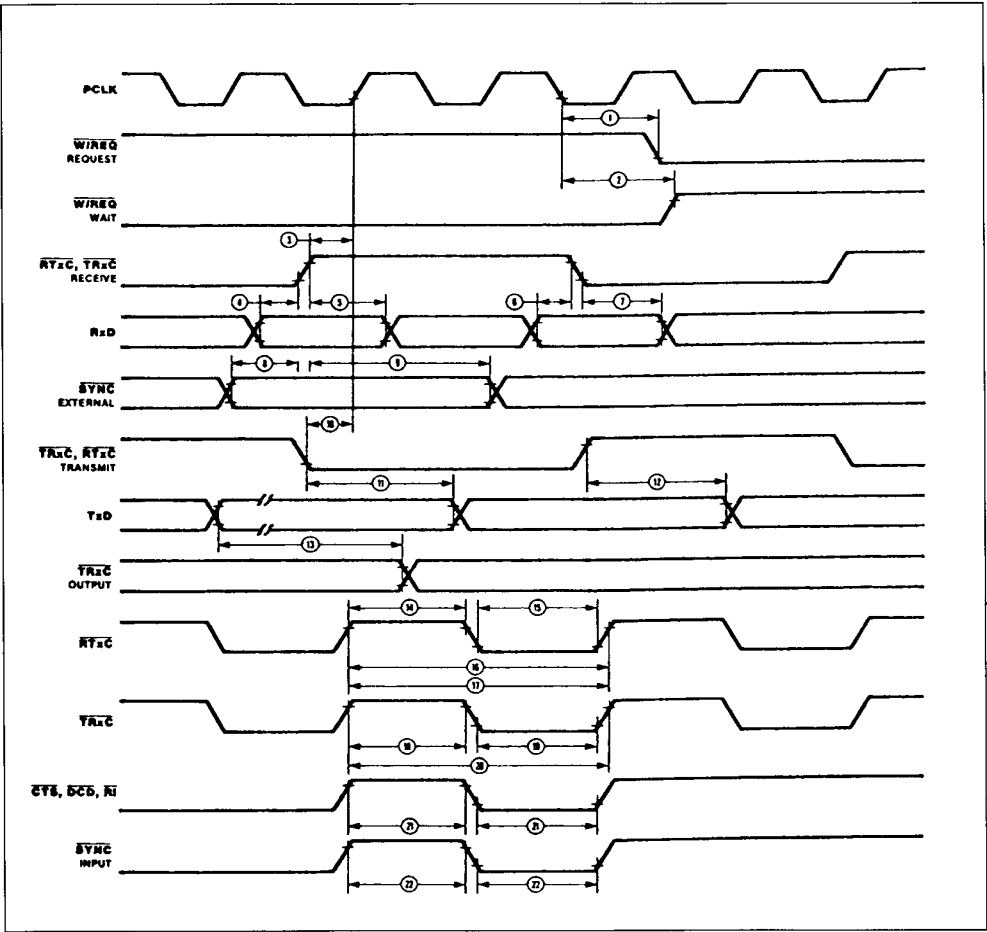 PCLK
1
W/REQ
REQUEST
2
W/REQ
WAIT
3
RTxC, TRxC
RECEIVE
4 5 6 7
RxD
8 9
SYNC
EXTERNAL
10
TRxC, RTxC
TRANSMIT
11 12
TxD
13
TRxC
OUTPUT
14 15
RTxC
16
17
TRxC
18 19
20
CTS, DCD, RI
21 21
SYNC
INPUT
22 22